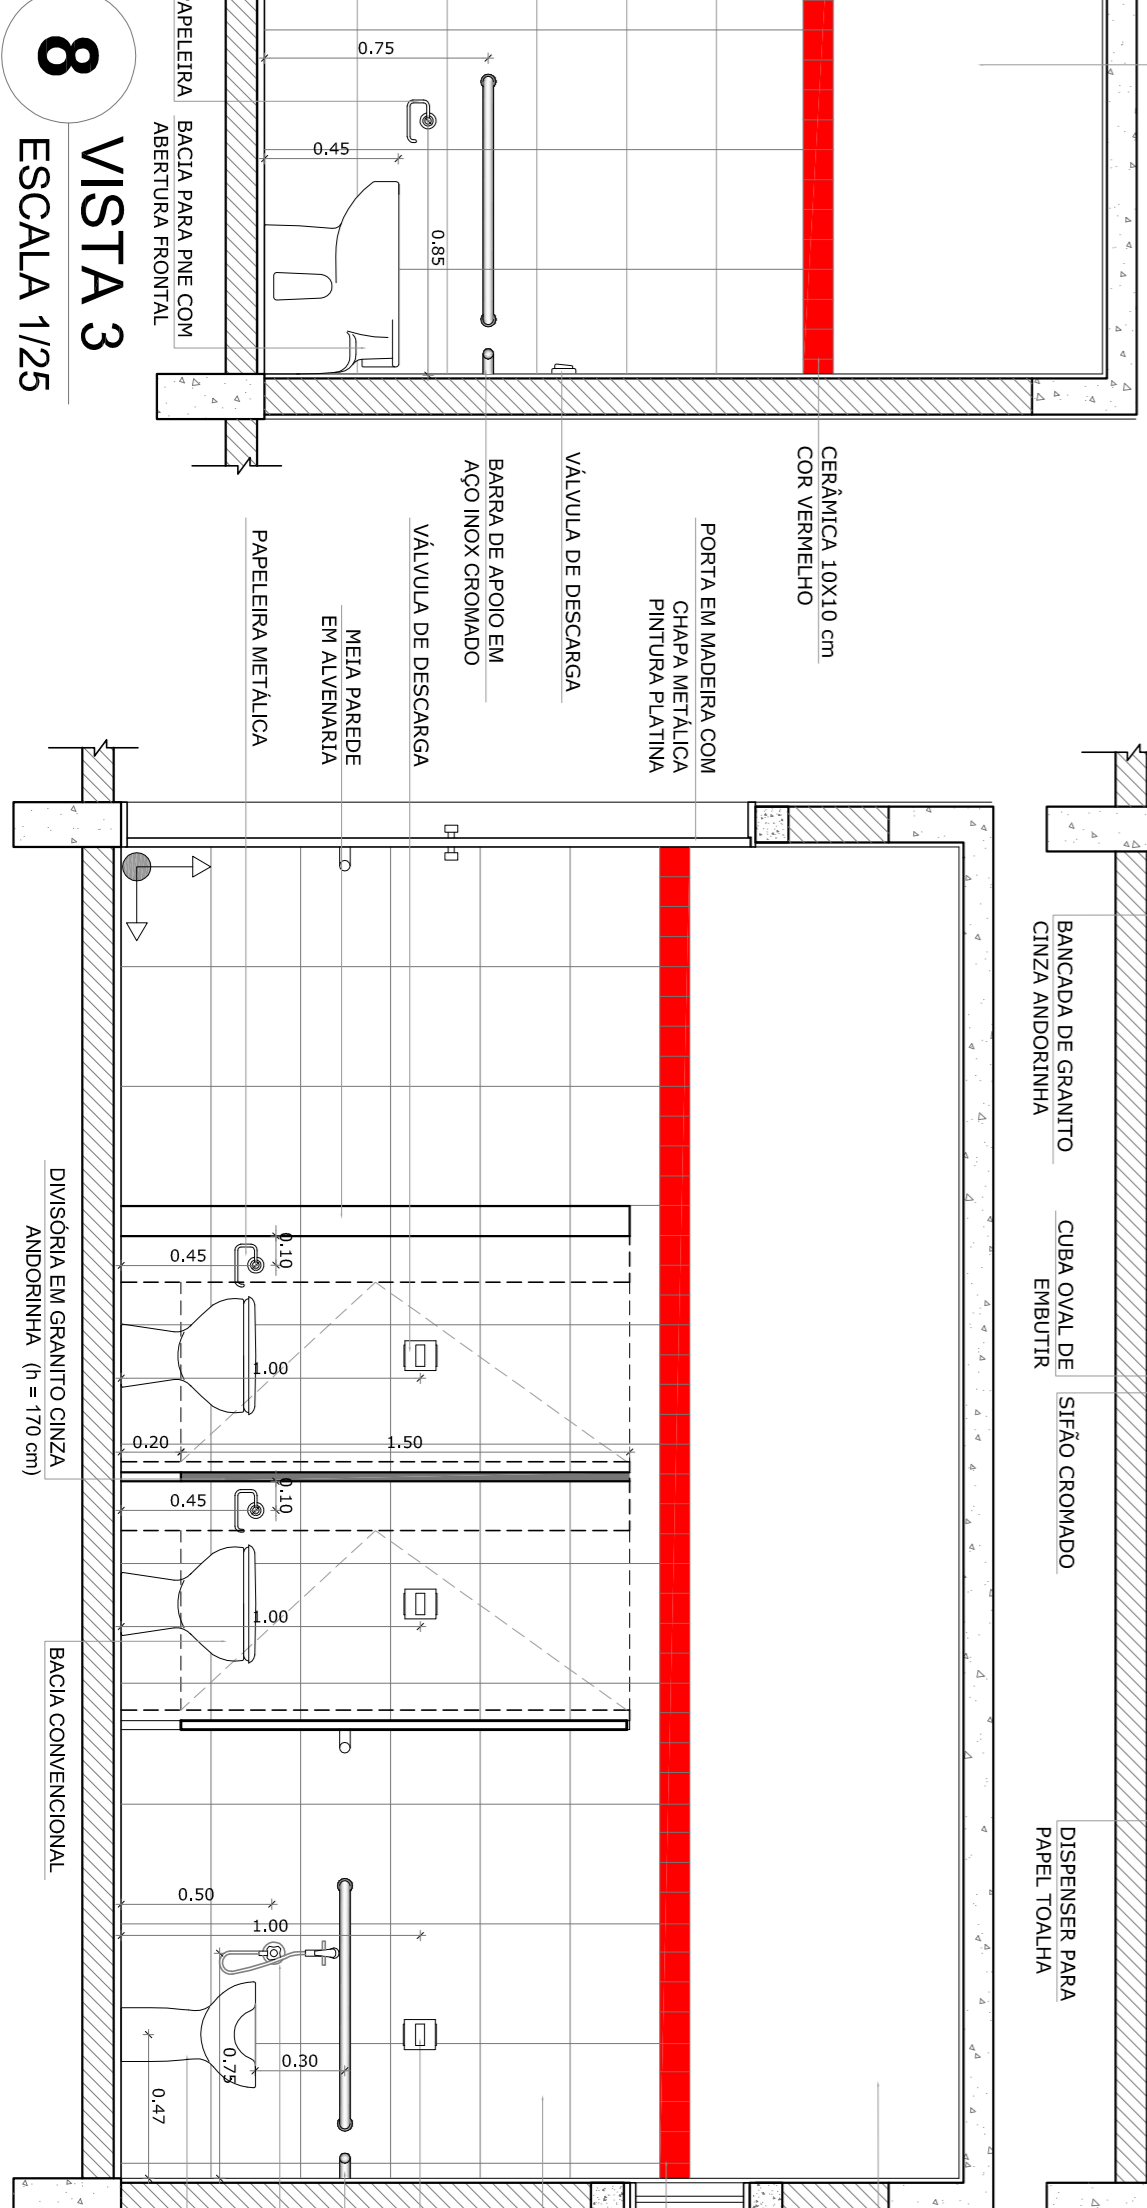 0.75
0.45
0.85
APELEIRA
BACIA PARA PNE COM
ABERTURA FRONTAL
8
VISTA 3
ESCALA 1/25
CERÂMICA 10X10 cm
COR VERMELHO
VÁLVULA DE DESCARGA
BARRA DE APOIO EM
AÇO INOX CROMADO
PORTA EM MADEIRA COM
CHAPA METÁLICA
PINTURA PLATINA
VÁLVULA DE DESCARGA
MEIA PAREDE
EM ALVENARIA
PAPELEIRA METÁLICA
BANCADA DE GRANITO
CINZA ANDORINHA
CUBA OVAL DE
EMBUTIR
SIFÃO CROMADO
DISPENSER PARA
PAPEL TOALHA
0.45
0.10
1.00
0.20
1.50
0.45
0.10
1.00
0.50
1.00
0.30
0.75
0.47
DIVISÓRIA EM GRANITO CINZA
ANDORINHA (h = 170 cm)
BACIA CONVENCIONAL